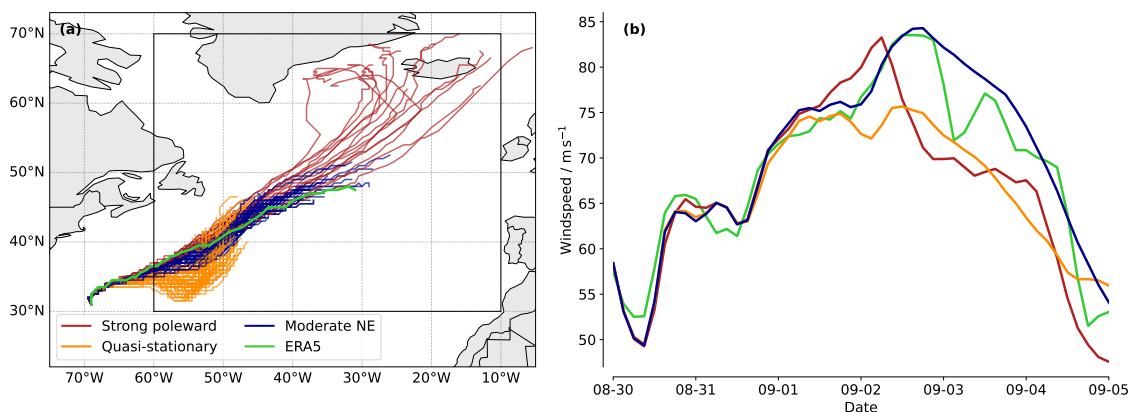 (a)
70°N
60°N
50°N
40°N
30°N
Strong poleward
Quasi-stationary
Moderate NE
ERA5
70°W 60°W 50°W 40°W 30°W 20°W 10°W
(b)
85
80
75
70
65
60
55
50
Windspeed / m s⁻¹
08-30 08-31 09-01 09-02 09-03 09-04 09-05
Date